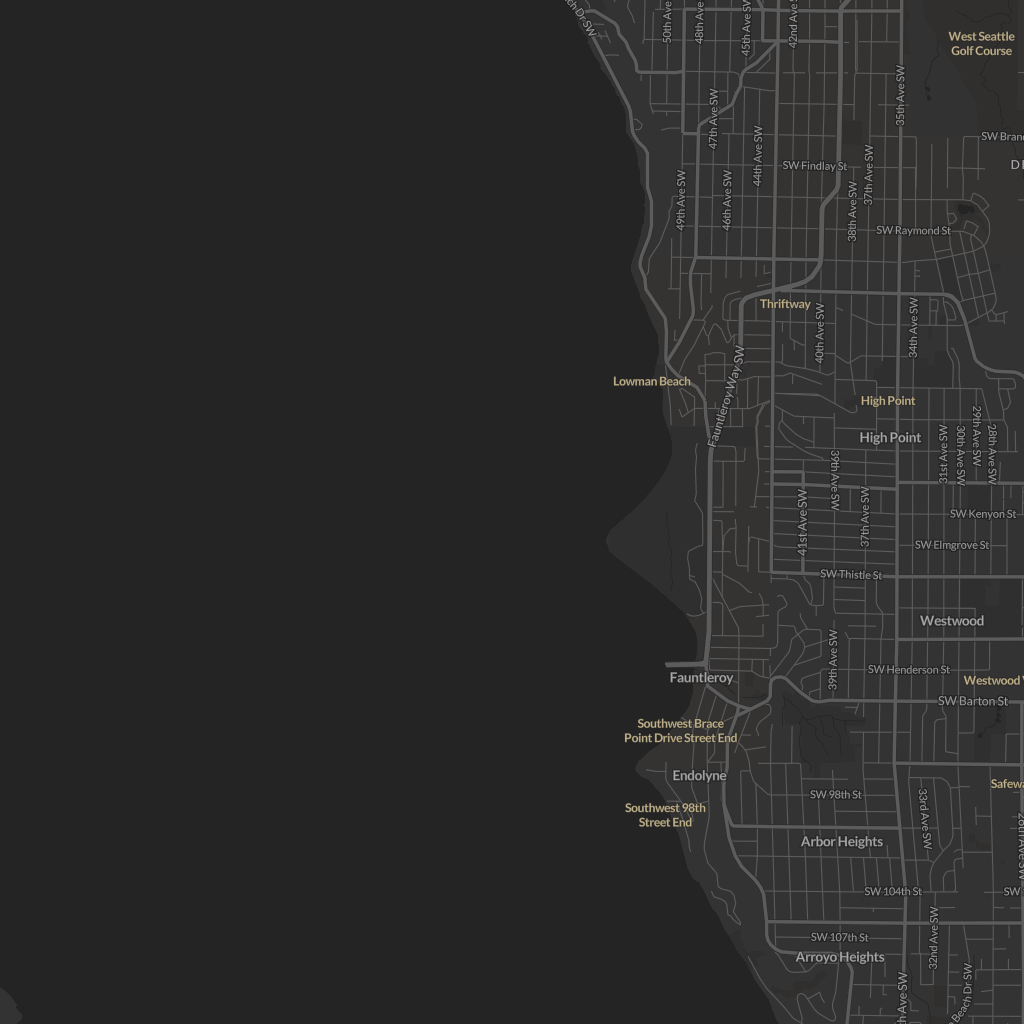 Beach Dr SW
50th Ave SW
48th Ave SW
45th Ave SW
42nd Ave S
West Seattle
Golf Course
35th Ave SW
47th Ave SW
44th Ave SW
SW Findlay St
37th Ave SW
SW Bran
D
49th Ave SW
46th Ave SW
38th Ave SW
SW Raymond St
Thriftway
40th Ave SW
34th Ave SW
Lowman Beach
Fauntleroy Way SW
High Point
High Point
29th Ave SW
31st Ave SW
30th Ave SW
28th Ave SW
39th Ave SW
41st Ave SW
37th Ave SW
SW Kenyon St
SW Elmgrove St
SW Thistle St
Westwood
39th Ave SW
SW Henderson St
Fauntleroy
Westwood
SW Barton St
Southwest Brace
Point Drive Street End
Endolyne
Safewa
SW 98th St
33rd Ave SW
Southwest 98th
Street End
28th Ave SW
Arbor Heights
SW 104th St
SW
32nd Ave SW
SW 107th St
Arroyo Heights
h Ave SW
Beach Dr SW